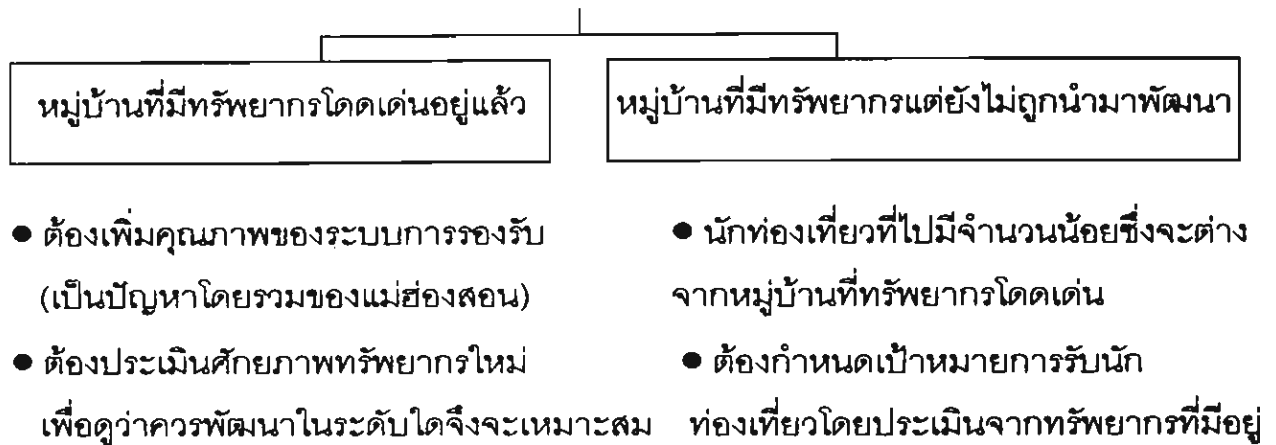 หมู่บ้านที่มีทรัพยากรโดดเด่นอยู่แล้ว
● ต้องเพิ่มคุณภาพของระบบการรองรับ
(เป็นปัญหาโดยรวมของแม่ฮ่องสอน)
● ต้องประเมินศักยภาพทรัพยากรใหม่
เพื่อดูว่าควรพัฒนาในระดับใดจึงจะเหมาะสม
หมู่บ้านที่มีทรัพยากรแต่ยังไม่ถูกนำมาพัฒนา
● นักท่องเที่ยวที่ไปมีจำนวนน้อยซึ่งจะต่าง
จากหมู่บ้านที่ทรัพยากรโดดเด่น
● ต้องกำหนดเป้าหมายการรับนัก
ท่องเที่ยวโดยประเมินจากทรัพยากรที่มีอยู่